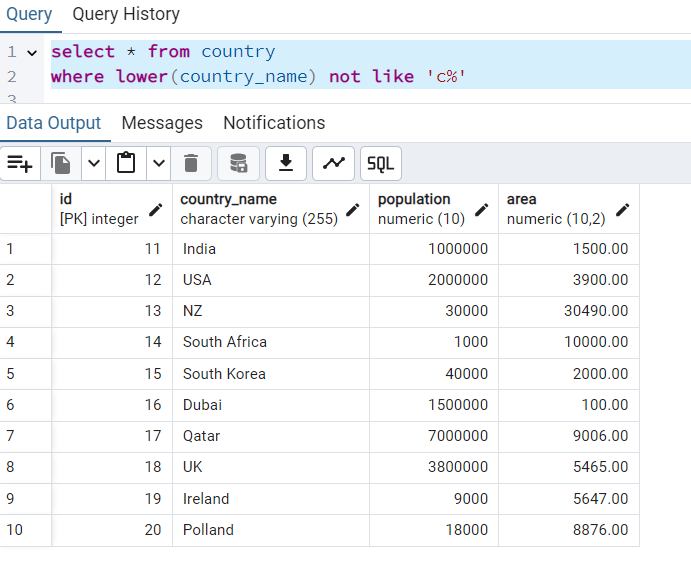 Query Query History
1 select * from country
2 where lower(country_name) not like 'c%'
3
Data Output Messages Notifications
SQL
id country_name population area
[PK] integer character varying (255) numeric (10) numeric (10,2)
1 11 India 1000000 1500.00
2 12 USA 2000000 3900.00
3 13 NZ 30000 30490.00
4 14 South Africa 1000 10000.00
5 15 South Korea 40000 2000.00
6 16 Dubai 1500000 100.00
7 17 Qatar 7000000 9006.00
8 18 UK 3800000 5465.00
9 19 Ireland 9000 5647.00
10 20 Polland 18000 8876.00